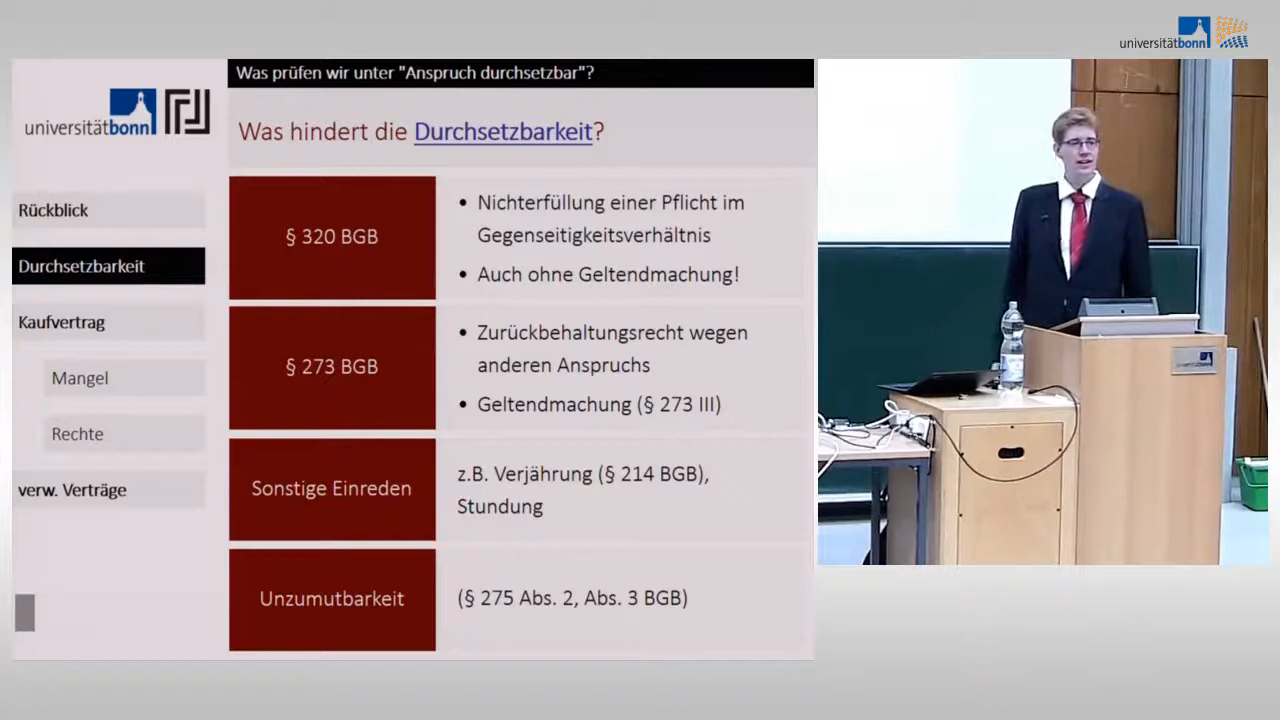 universitätbonn
Was prüfen wir unter "Anspruch durchsetzbar"?
universitätbonn
Was hindert die Durchsetzbarkeit?
Rückblick
Durchsetzbarkeit
Kaufvertrag
Mangel
Rechte
verw. Verträge
§ 320 BGB
• Nichterfüllung einer Pflicht im
Gegenseitigkeitsverhältnis
• Auch ohne Geltendmachung!
§ 273 BGB
• Zurückbehaltungsrecht wegen
anderen Anspruchs
• Geltendmachung (§ 273 III)
Sonstige Einreden
z.B. Verjährung (§ 214 BGB),
Stundung
Unzumutbarkeit
(§ 275 Abs. 2, Abs. 3 BGB)